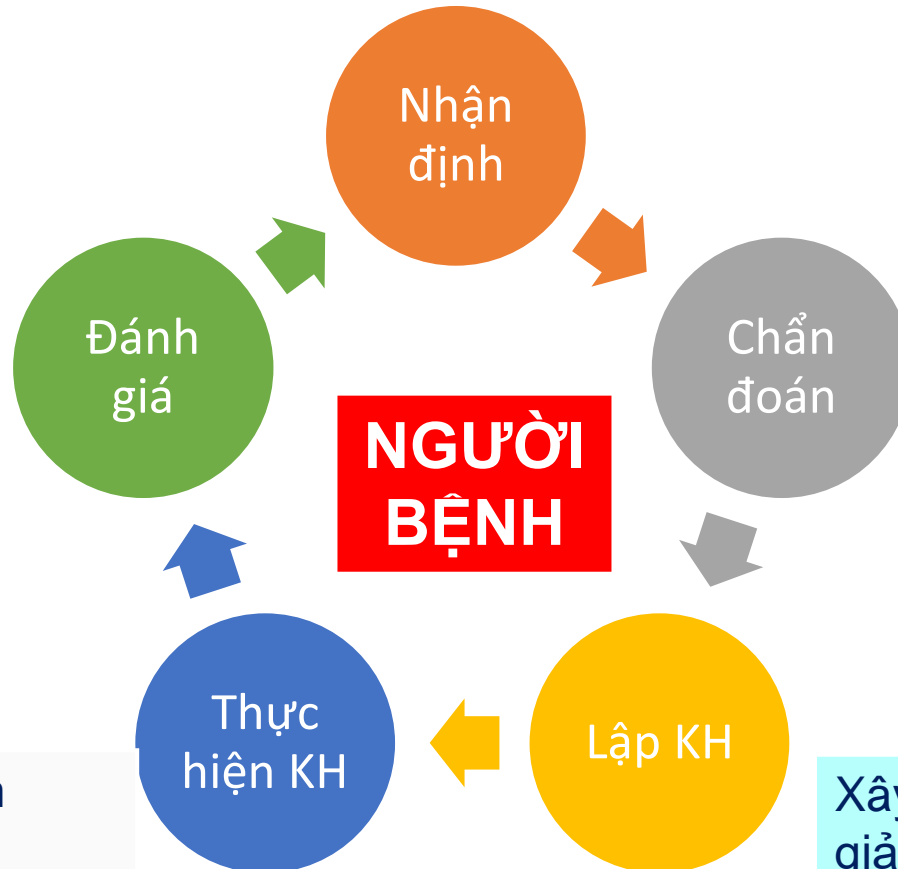 Nhận
định
Chẩn
đoán
Đánh
giá
NGƯỜI
BỆNH
Thực
hiện KH
Lập KH